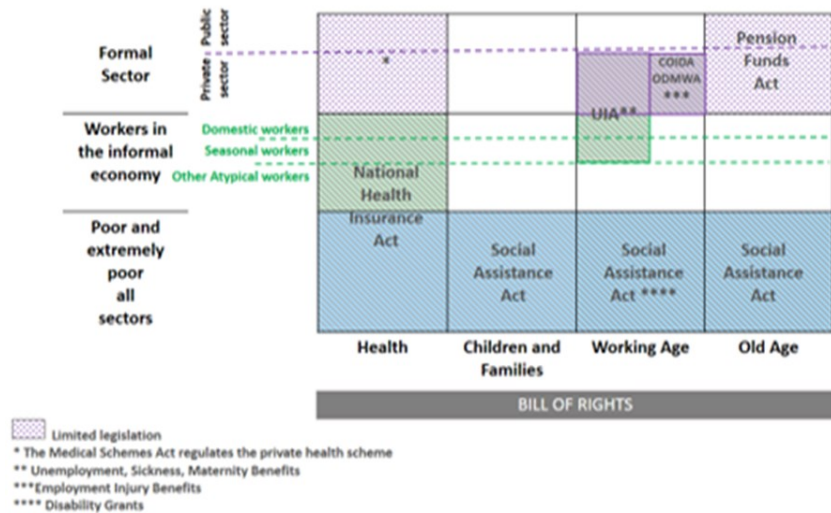 Formal
Sector
Public
sector
Private
sector
*
COIDA
ODMWA
***
Pension
Funds
Act
UIA**
Workers in
the informal
economy
Domestic workers
Seasonal workers
Other Atypical workers
National
Health
Insurance
Act
Poor and
extremely
poor
all
sectors
Social
Assistance
Act
Social
Assistance
Act ****
Social
Assistance
Act
Health
Children and
Families
Working Age
Old Age
BILL OF RIGHTS
Limited legislation
* The Medical Schemes Act regulates the private health scheme
** Unemployment, Sickness, Maternity Benefits
***Employment Injury Benefits
**** Disability Grants